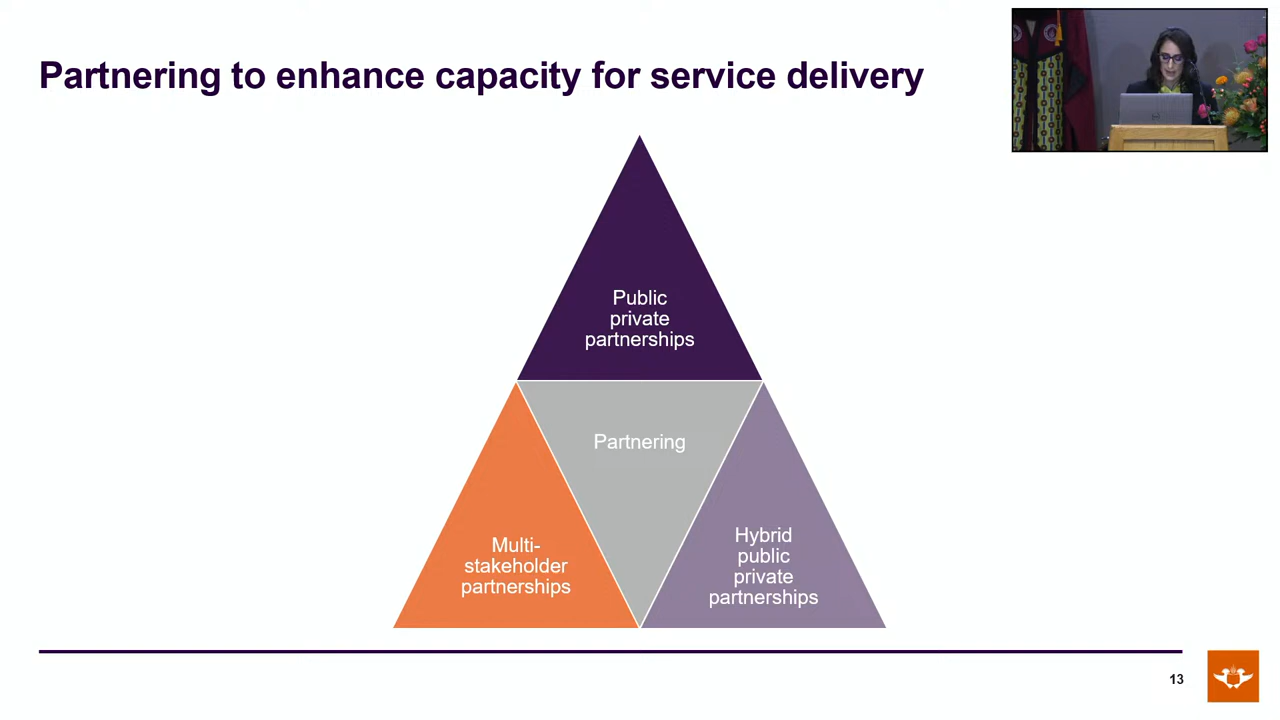 Partnering to enhance capacity for service delivery
Public
private
partnerships
Partnering
Multi-
stakeholder
partnerships
Hybrid
public
private
partnerships
13